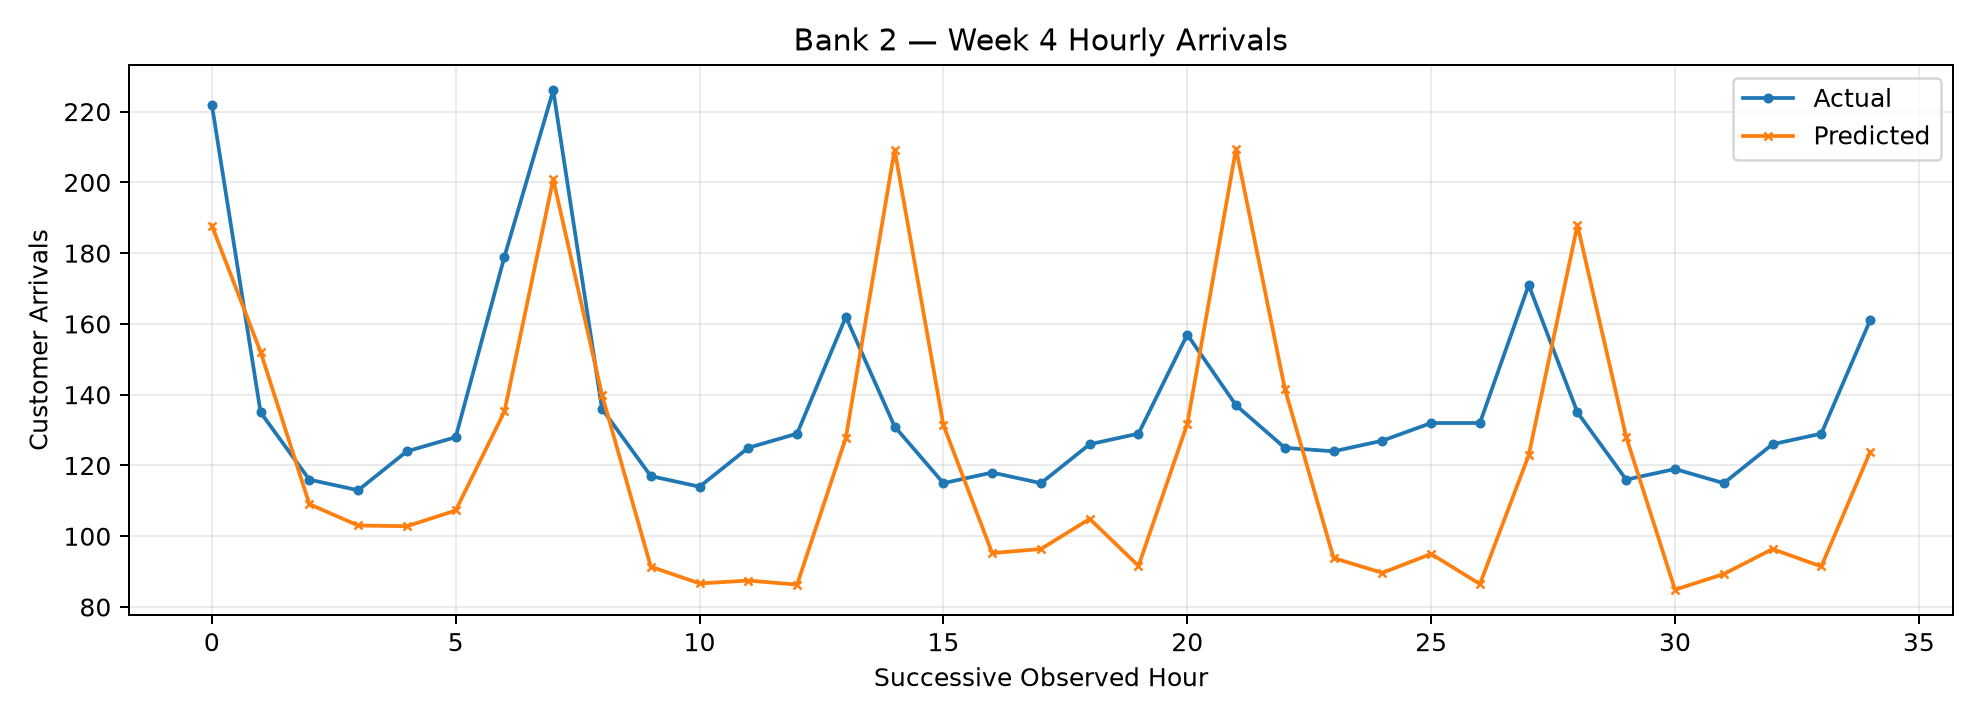 Bank 2 — Week 4 Hourly Arrivals
Actual
Predicted
Customer Arrivals
220
200
180
160
140
120
100
80
0 5 10 15 20 25 30 35
Successive Observed Hour